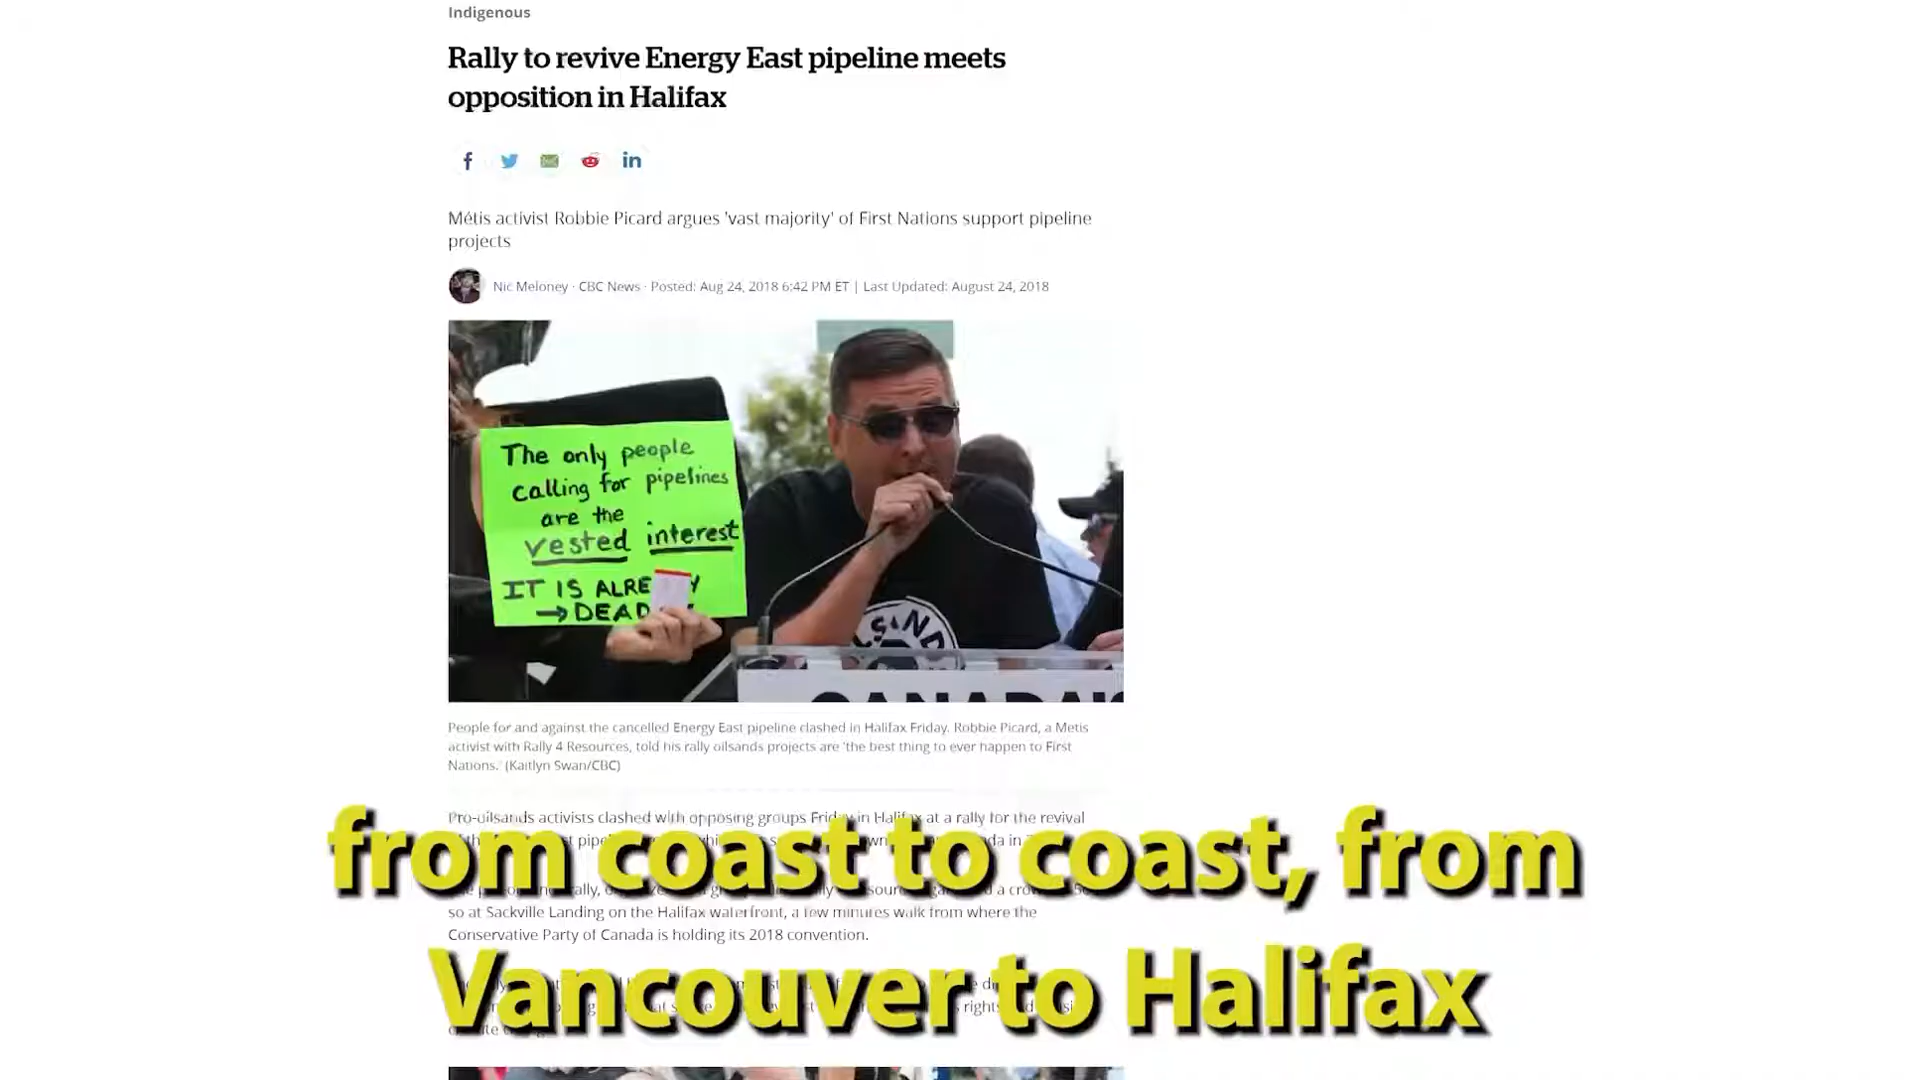 Indigenous
Rally to revive Energy East pipeline meets
opposition in Halifax
f
in
Métis activist Robbie Picard argues 'vast majority' of First Nations support pipeline
projects
Nic Meloney · CBC News · Posted: Aug 24, 2018 6:42 PM ET | Last Updated: August 24, 2018
The only people
calling for pipelines
are the
vested interest
IT IS ALRE Y
→DEAD
People for and against the cancelled Energy East pipeline clashed in Halifax Friday. Robbie Picard, a Metis
activist with Rally 4 Resources, told his rally oilsands projects are 'the best thing to ever happen to First
Nations.' (Kaitlyn Swan/CBC)
Pro-oilsands activists clashed with opposing groups Friday in Halifax at a rally for the revival
from coast to coast, from
so at Sackville Landing on the Halifax waterfront, a few minutes walk from where the
Conservative Party of Canada is holding its 2018 convention.
Vancouver to Halifax